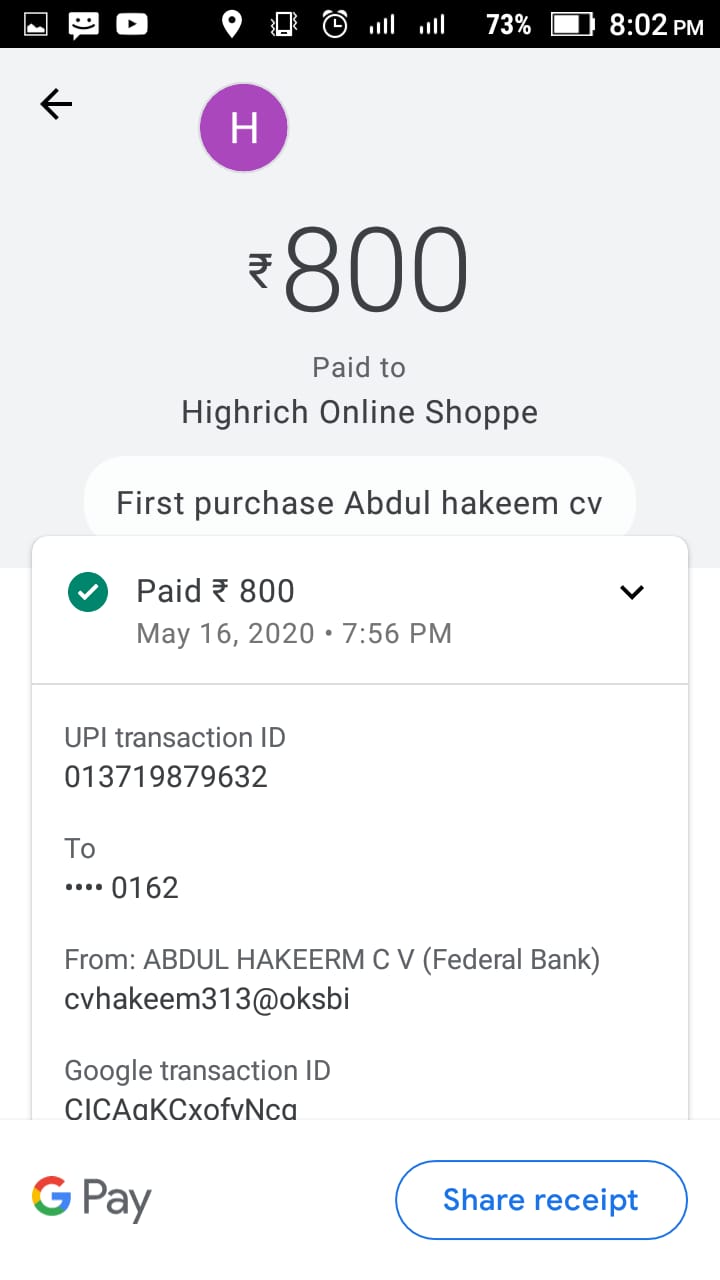 73% 8:02 PM
H
₹800
Paid to
Highrich Online Shoppe
First purchase Abdul hakeem cv
Paid ₹ 800
May 16, 2020 • 7:56 PM
UPI transaction ID
013719879632
To
•••• 0162
From: ABDUL HAKEERM C V (Federal Bank)
cvhakeem313@oksbi
Google transaction ID
G Pay
Share receipt